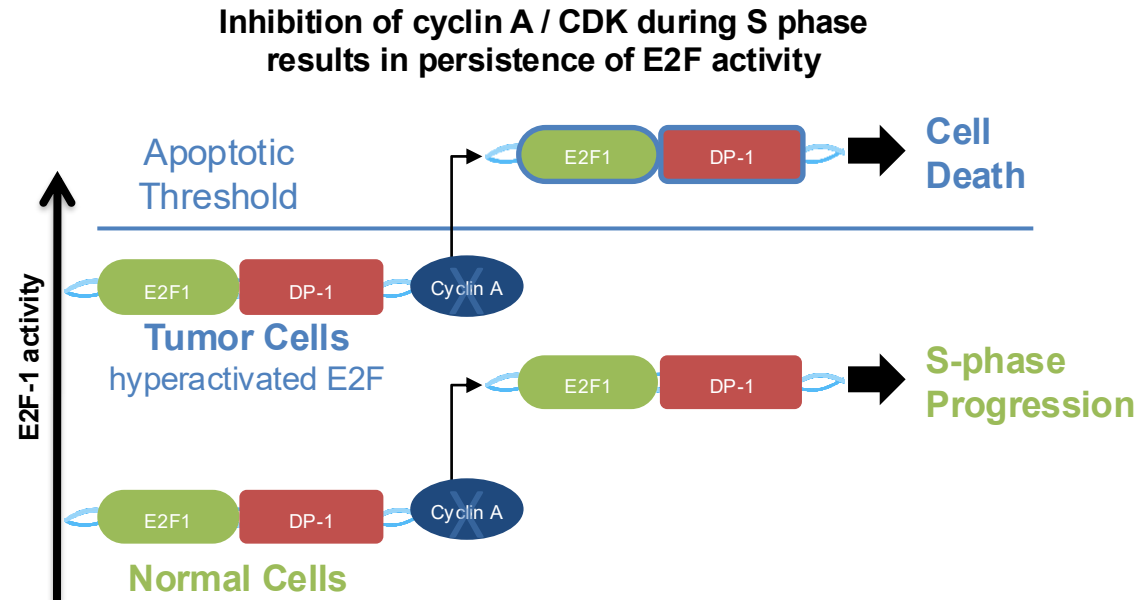 Inhibition of cyclin A / CDK during S phase
results in persistence of E2F activity
Apoptotic
Threshold
E2F1
DP-1
Cell
Death
E2F-1 activity
E2F1
DP-1
Cyclin A
Tumor Cells
hyperactivated E2F
E2F1
DP-1
S-phase
Progression
E2F1
DP-1
Cyclin A
Normal Cells